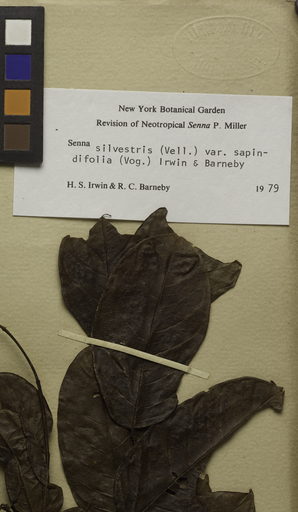 New York Botanical Garden
Revision of Neotropical Senna P. Miller
Senna silvestris (Vell.) var. sapin-
difolia (Vog.) Irwin & Barneby
H. S. Irwin & R. C. Barneby 1979